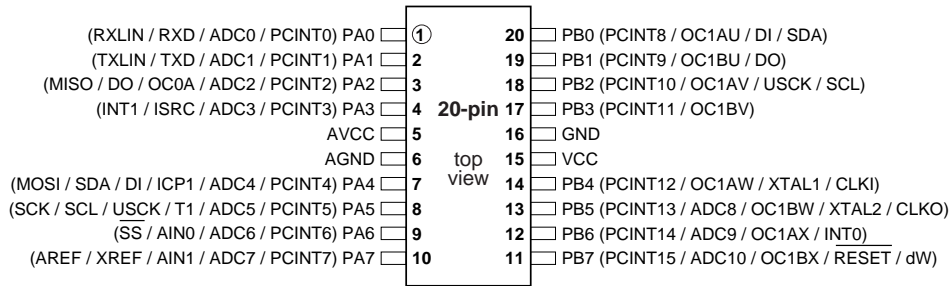 (RXLIN / RXD / ADC0 / PCINT0) PA0 1 20 PB0 (PCINT8 / OC1AU / DI / SDA)
(TXLIN / TXD / ADC1 / PCINT1) PA1 2 19 PB1 (PCINT9 / OC1BU / DO)
(MISO / DO / OC0A / ADC2 / PCINT2) PA2 3 18 PB2 (PCINT10 / OC1AV / USCK / SCL)
(INT1 / ISRC / ADC3 / PCINT3) PA3 4 20-pin 17 PB3 (PCINT11 / OC1BV)
AVCC 5 16 GND
AGND 6 top 15 VCC
view
(MOSI / SDA / DI / ICP1 / ADC4 / PCINT4) PA4 7 14 PB4 (PCINT12 / OC1AW / XTAL1 / CLKI)
(SCK / SCL / USCK / T1 / ADC5 / PCINT5) PA5 8 13 PB5 (PCINT13 / ADC8 / OC1BW / XTAL2 / CLKO)
(SS / AIN0 / ADC6 / PCINT6) PA6 9 12 PB6 (PCINT14 / ADC9 / OC1AX / INT0)
(AREF / XREF / AIN1 / ADC7 / PCINT7) PA7 10 11 PB7 (PCINT15 / ADC10 / OC1BX / RESET / dW)